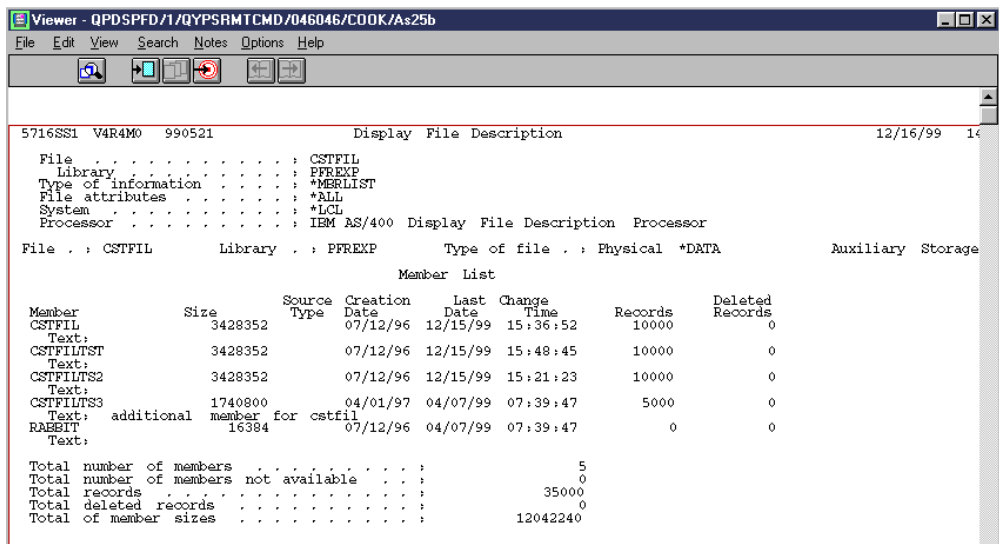 Viewer - QPDSPFD/1/QYPSRMTCMD/046046/COOK/As25b
File Edit View Search Notes Options Help
5716SS1 V4R4M0 990521 Display File Description 12/16/99 14
File . . . . . . . . . . . . : CSTFIL
Library . . . . . . . . . . : PFREXP
Type of information . . . . : *MBRLIST
File attributes . . . . . . : *ALL
System . . . . . . . . . . : *LCL
Processor . . . . . . . . . : IBM AS/400 Display File Description Processor
File . : CSTFIL Library . : PFREXP Type of file . : Physical *DATA Auxiliary Storage
Member List
Source Creation Last Change Deleted
Member Size Type Date Date Time Records Records
CSTFIL 3428352 07/12/96 12/15/99 15:36:52 10000 0
Text:
CSTFILTST 3428352 07/12/96 12/15/99 15:48:45 10000 0
Text:
CSTFILTS2 3428352 07/12/96 12/15/99 15:21:23 10000 0
Text:
CSTFILTS3 1740800 04/01/97 04/07/99 07:39:47 5000 0
Text: additional member for cstfil
RABBIT 16384 07/12/96 04/07/99 07:39:47 0 0
Text:
Total number of members . . . . . . . . . . : 5
Total number of members not available . . : 0
Total records . . . . . . . . . . . . . . : 35000
Total deleted records . . . . . . . . . . : 0
Total of member sizes . . . . . . . . . . : 12042240